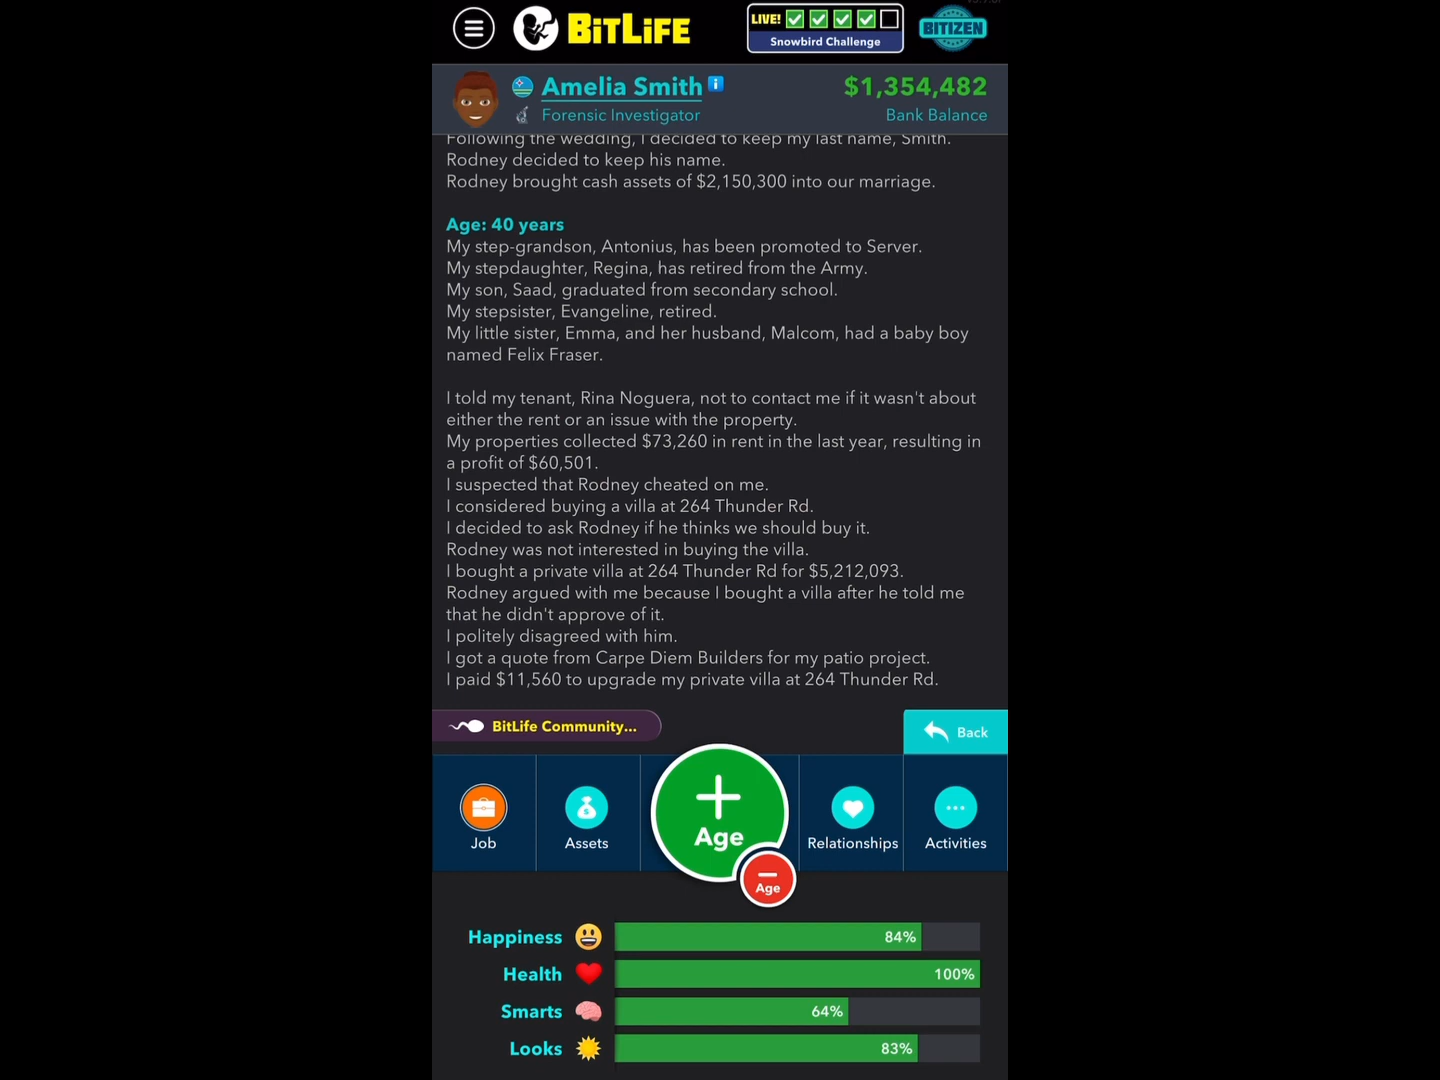 LIVE!
BITLIFE
BITIZEN
Snowbird Challenge
Amelia Smith
$1,354,482
Forensic Investigator
Bank Balance
Following the wedding, I decided to keep my last name, Smith.
Rodney decided to keep his name.
Rodney brought cash assets of $2,150,300 into our marriage.
Age: 40 years
My step-grandson, Antonius, has been promoted to Server.
My stepdaughter, Regina, has retired from the Army.
My son, Saad, graduated from secondary school.
My stepsister, Evangeline, retired.
My little sister, Emma, and her husband, Malcom, had a baby boy
named Felix Fraser.
I told my tenant, Rina Noguera, not to contact me if it wasn't about
either the rent or an issue with the property.
My properties collected $73,260 in rent in the last year, resulting in
a profit of $60,501.
I suspected that Rodney cheated on me.
I considered buying a villa at 264 Thunder Rd.
I decided to ask Rodney if he thinks we should buy it.
Rodney was not interested in buying the villa.
I bought a private villa at 264 Thunder Rd for $5,212,093.
Rodney argued with me because I bought a villa after he told me
that he didn't approve of it.
I politely disagreed with him.
I got a quote from Carpe Diem Builders for my patio project.
I paid $11,560 to upgrade my private villa at 264 Thunder Rd.
BitLife Community...
Back
Job
Assets
Age
Age
Relationships
Activities
Happiness
84%
Health
100%
Smarts
64%
Looks
83%